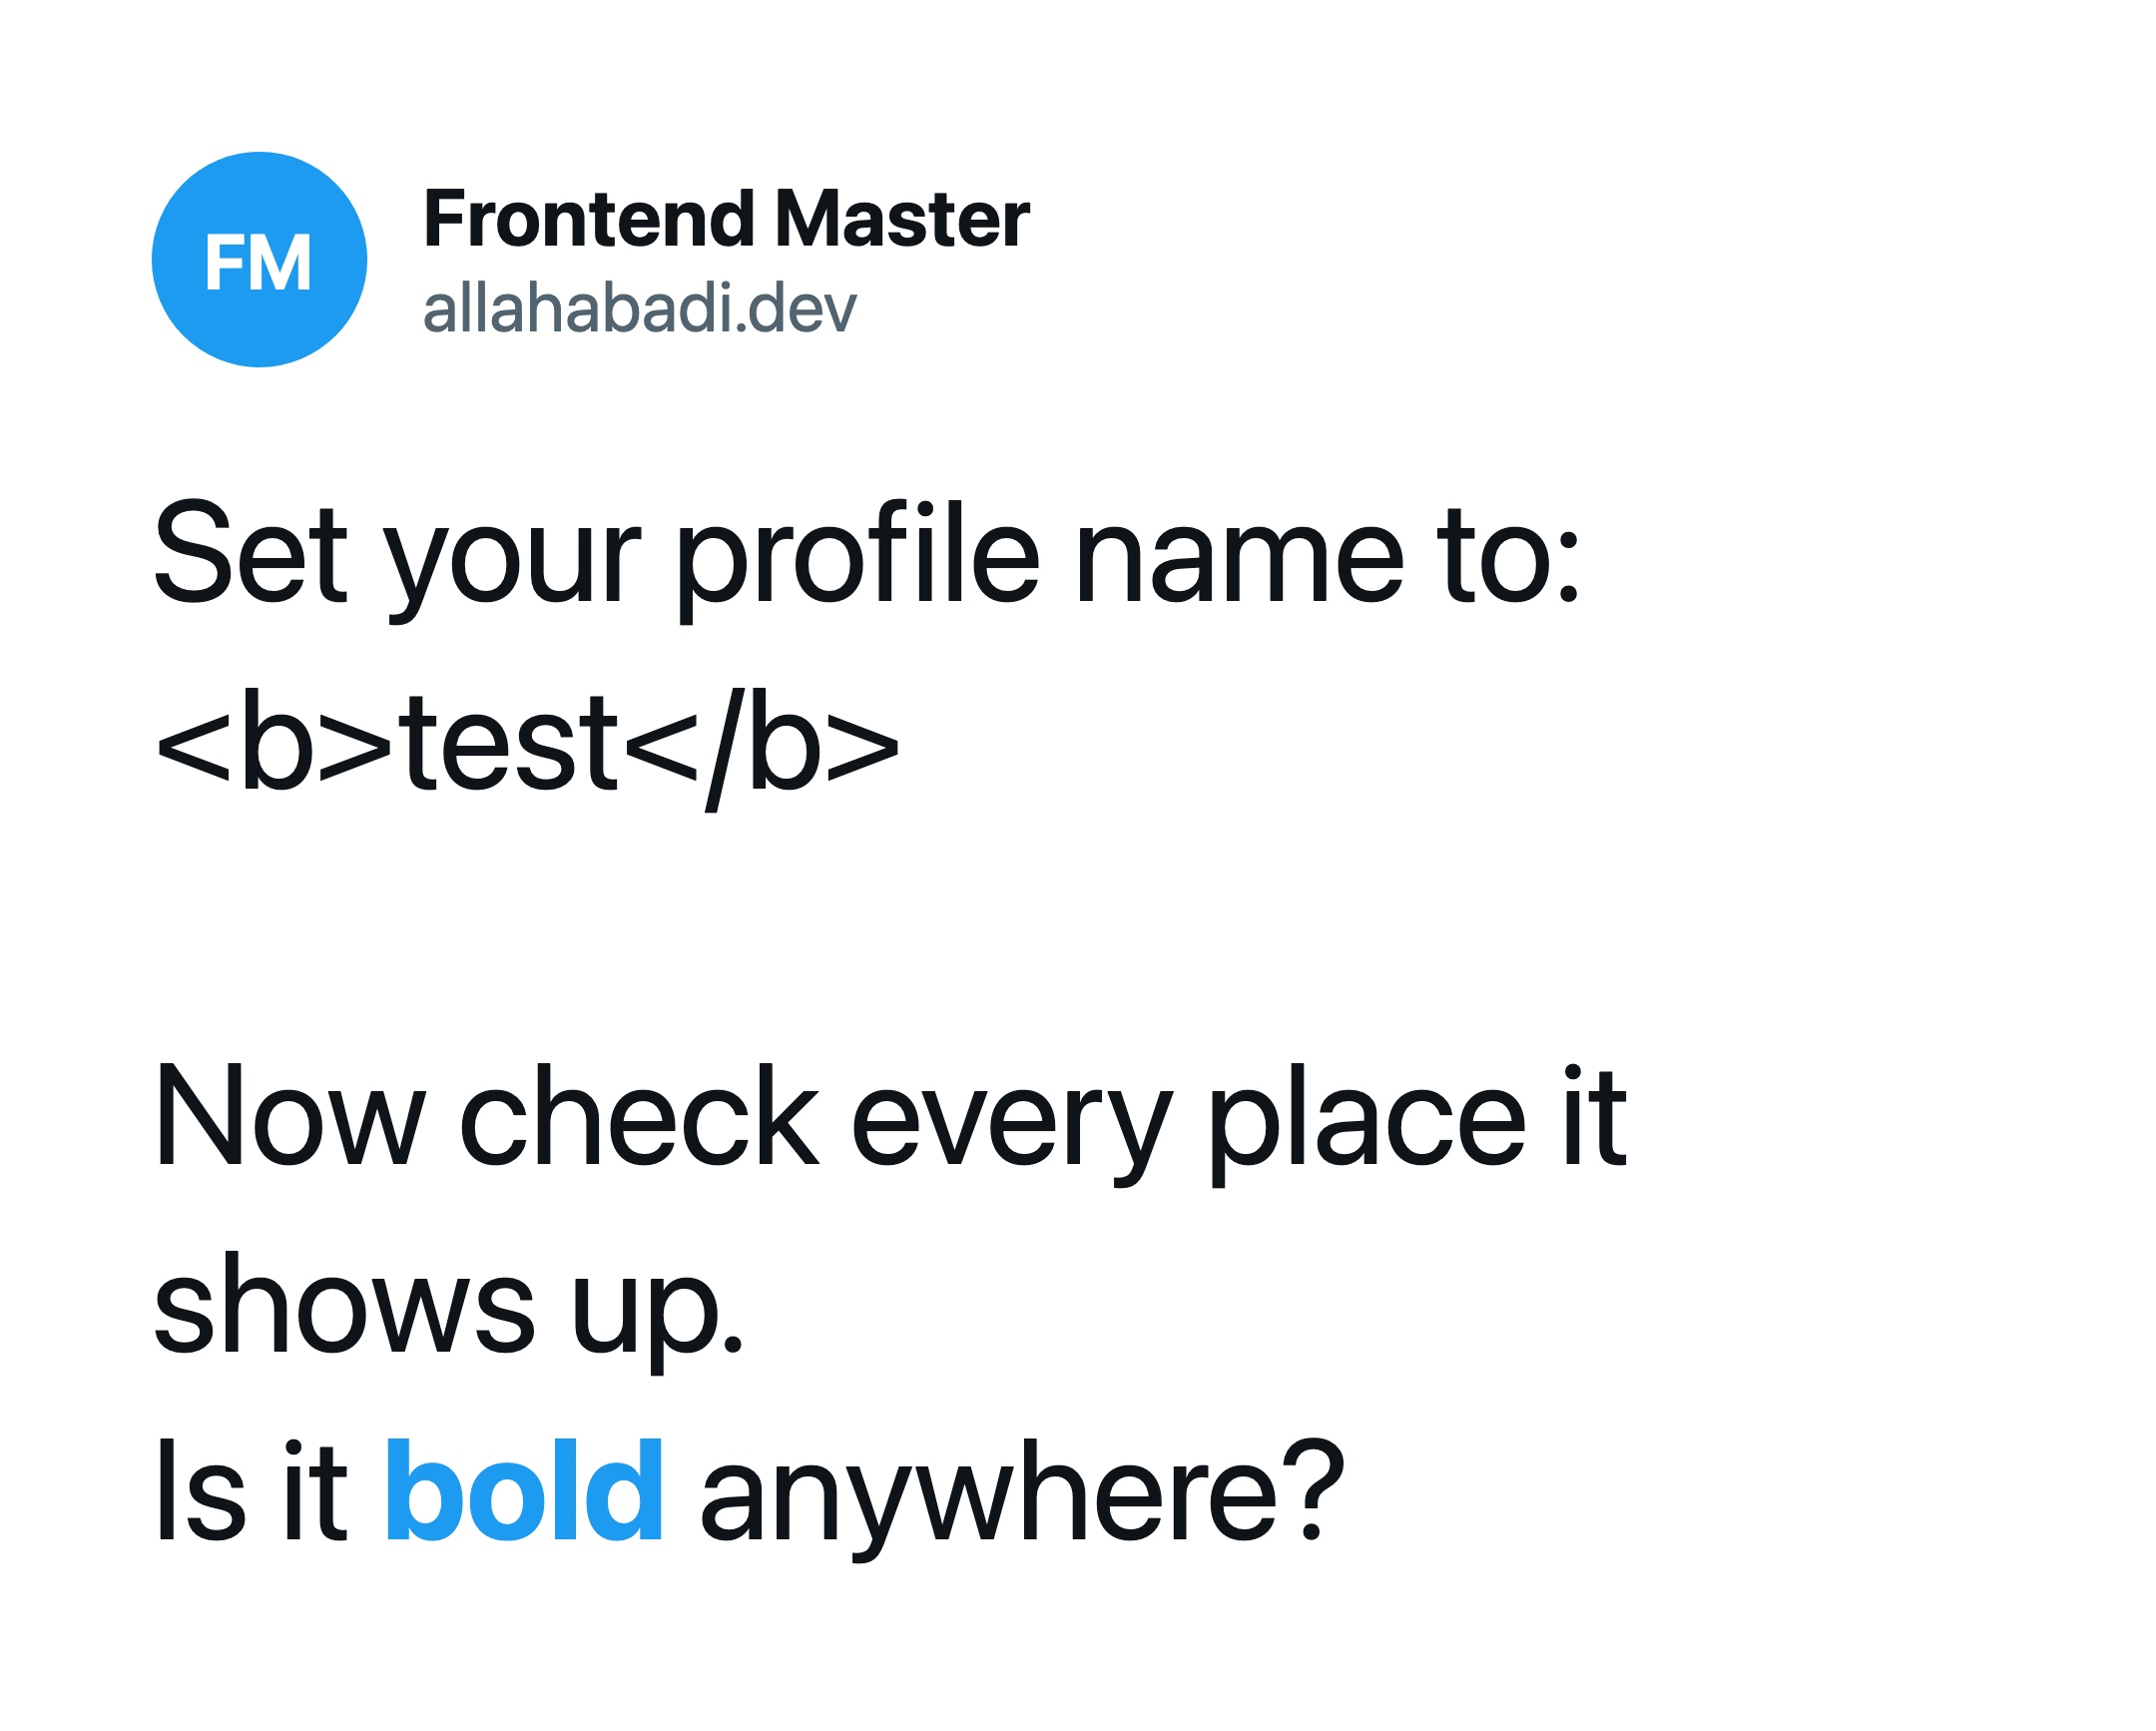 FM
Frontend Master
allahabadi.dev
Set your profile name to:
<b>test</b>
Now check every place it
shows up.
Is it bold anywhere?